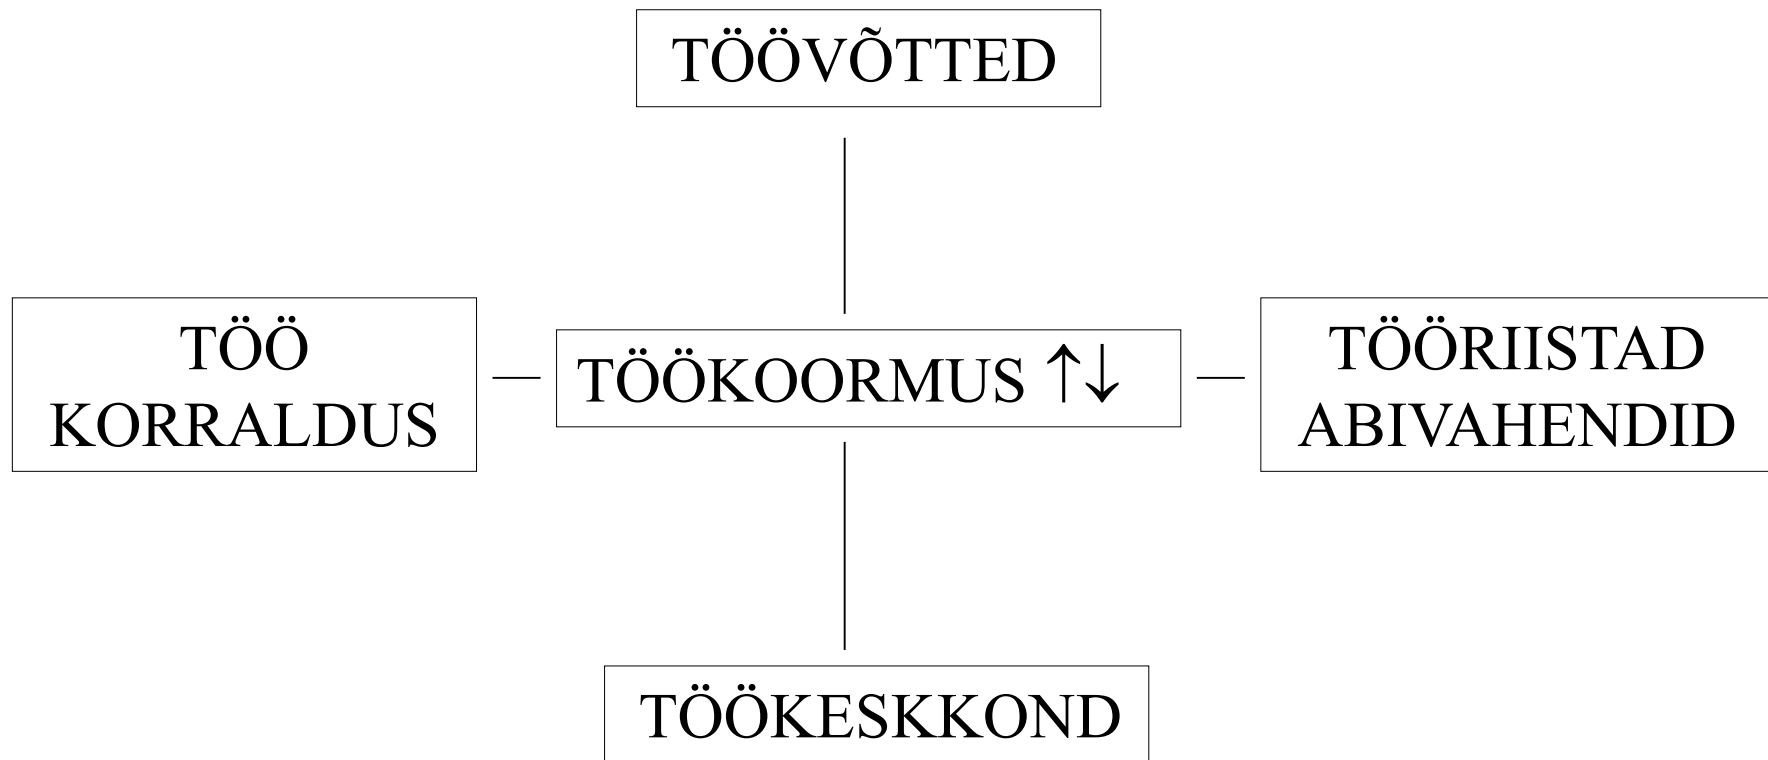 TÖÖVÕTTED
TÖÖ
KORRALDUS
TÖÖKOORMUS ↑↓
TÖÖRIISTAD
ABIVAHENDID
TÖÖKESKKOND